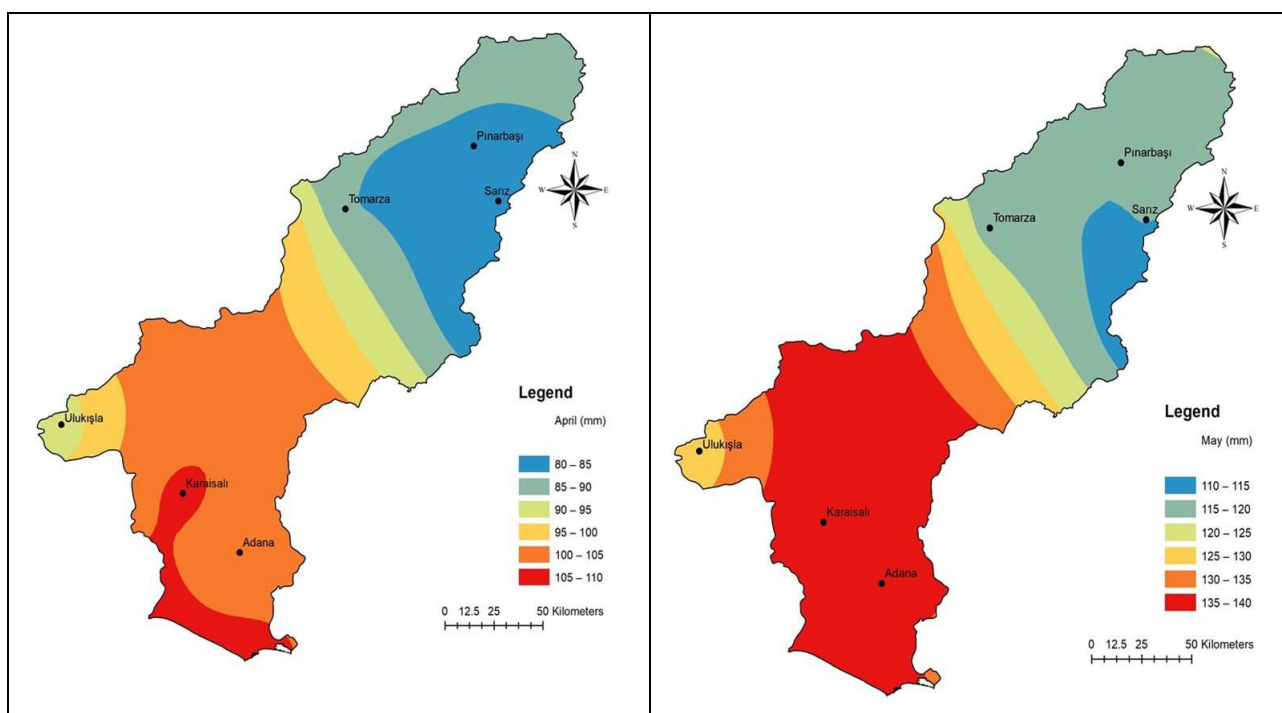 Pınarbaşı
Sarız
Tomarza
N
W
E
S
Ulukışla
Karaisalı
Adana
Legend
April (mm)
80 – 85
85 – 90
90 – 95
95 – 100
100 – 105
105 – 110
0 12.5 25 50 Kilometers
Pınarbaşı
Sarız
Tomarza
N
W
E
S
Ulukışla
Karaisalı
Adana
Legend
May (mm)
110 – 115
115 – 120
120 – 125
125 – 130
130 – 135
135 – 140
0 12.5 25 50 Kilometers